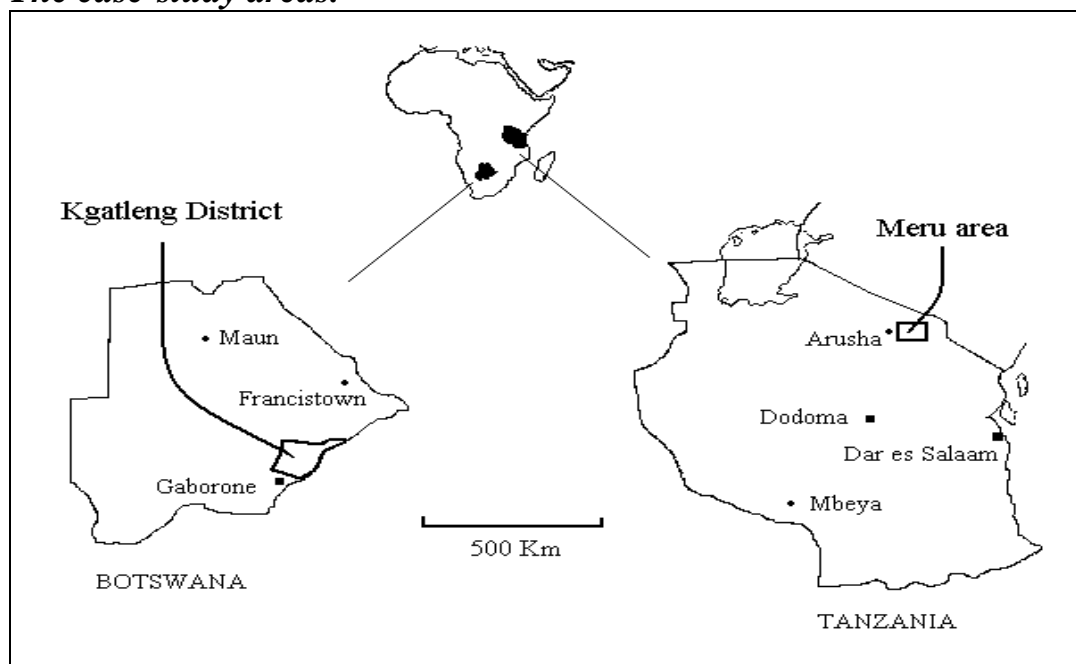 The case-study areas.
Kgatleng District
Meru area
Maun
Francistown
Gaborone
BOTSWANA
500 Km
Arusha
Dodoma
Dar es Salaam
Mbeya
TANZANIA